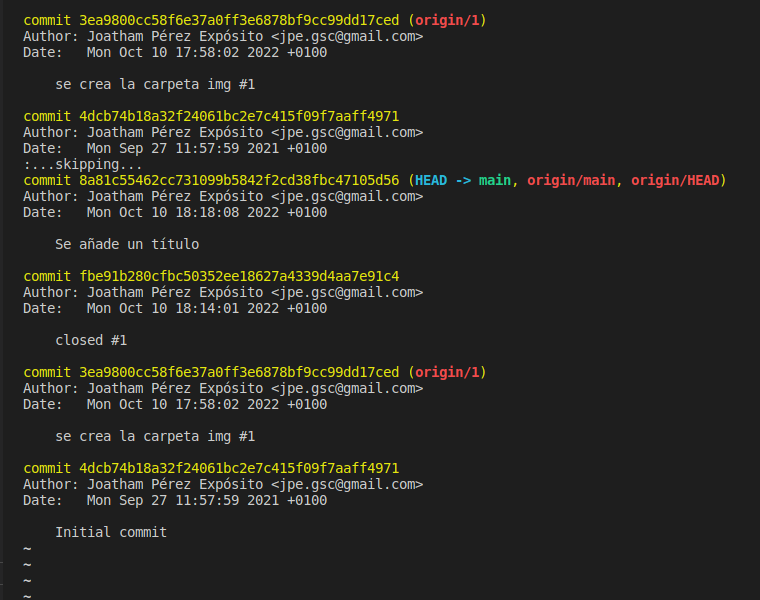 commit 3ea9800cc58f6e37a0ff3e6878bf9cc99dd17ced (origin/1)
Author: Joatham Pérez Expósito <jpe.gsc@gmail.com>
Date:   Mon Oct 10 17:58:02 2022 +0100
    se crea la carpeta img #1
commit 4dcb74b18a32f24061bc2e7c415f09f7aaff4971
Author: Joatham Pérez Expósito <jpe.gsc@gmail.com>
Date:   Mon Sep 27 11:57:59 2021 +0100
:...skipping...
commit 8a81c55462cc731099b5842f2cd38fbc47105d56 (HEAD -> main, origin/main, origin/HEAD)
Author: Joatham Pérez Expósito <jpe.gsc@gmail.com>
Date:   Mon Oct 10 18:18:08 2022 +0100
    Se añade un título
commit fbe91b280cfbc50352ee18627a4339d4aa7e91c4
Author: Joatham Pérez Expósito <jpe.gsc@gmail.com>
Date:   Mon Oct 10 18:14:01 2022 +0100
    closed #1
commit 3ea9800cc58f6e37a0ff3e6878bf9cc99dd17ced (origin/1)
Author: Joatham Pérez Expósito <jpe.gsc@gmail.com>
Date:   Mon Oct 10 17:58:02 2022 +0100
    se crea la carpeta img #1
commit 4dcb74b18a32f24061bc2e7c415f09f7aaff4971
Author: Joatham Pérez Expósito <jpe.gsc@gmail.com>
Date:   Mon Sep 27 11:57:59 2021 +0100
    Initial commit
~
~
~
~